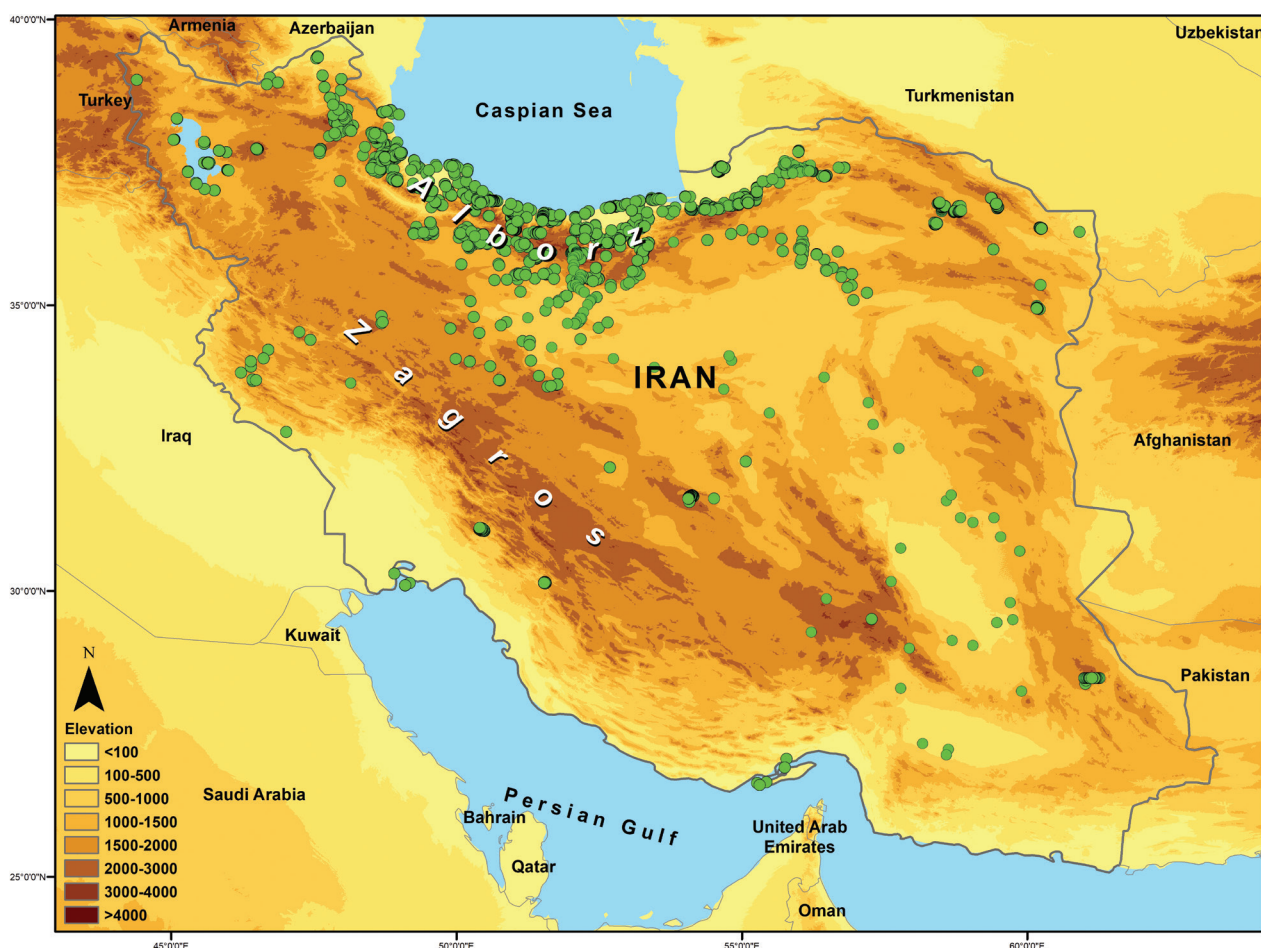 40°0'0"N
Armenia
Azerbaijan
Uzbekistan
Turkey
Caspian Sea
Turkmenistan
Alborz
35°0'0"N
Zagros
IRAN
Iraq
Afghanistan
30°0'0"N
Kuwait
Pakistan
N
Elevation
<100
100-500
500-1000
1000-1500
1500-2000
2000-3000
3000-4000
>4000
Saudi Arabia
Persian Gulf
Bahrain
Qatar
United Arab
Emirates
Oman
25°0'0"N
45°0'0"E
50°0'0"E
55°0'0"E
60°0'0"E